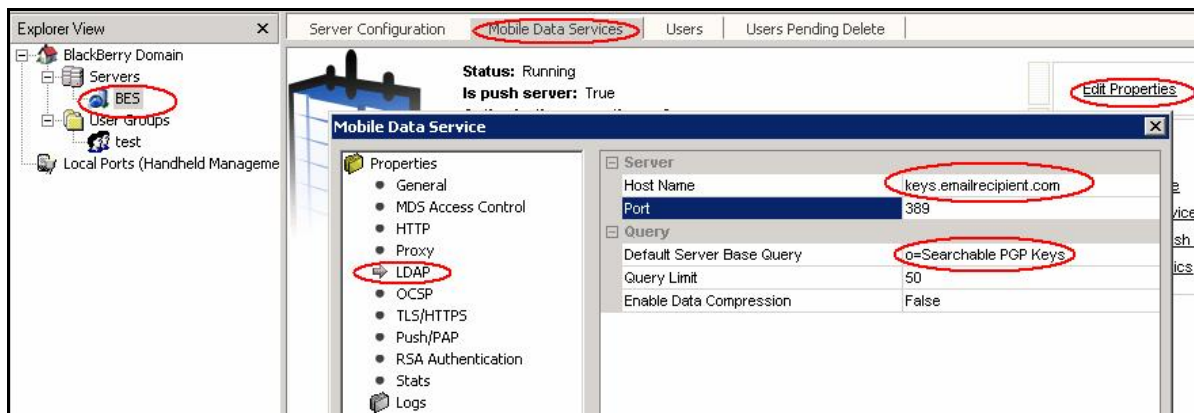 Explorer View
BlackBerry Domain
Servers
BES
User Groups
test
Local Ports (Handheld Manageme
Server Configuration
Mobile Data Services
Users
Users Pending Delete
Status: Running
Is push server: True
Edit Properties
Mobile Data Service
Properties
General
MDS Access Control
HTTP
Proxy
LDAP
OCSP
TLS/HTTPS
Push/PAP
RSA Authentication
Stats
Logs
Server
Host Name keys.emailrecipient.com
Port 389
Query
Default Server Base Query o=Searchable PGP Keys
Query Limit 50
Enable Data Compression False